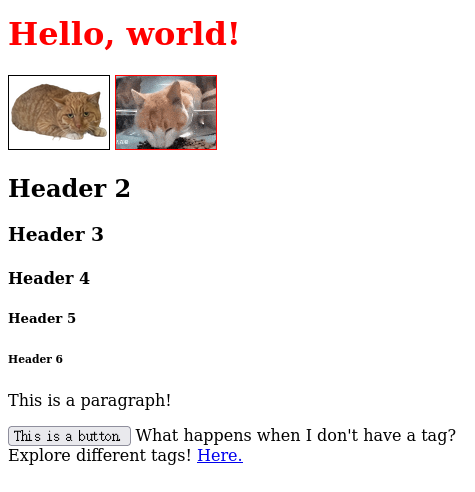 Hello, world!
Header 2
Header 3
Header 4
Header 5
Header 6
This is a paragraph!
This is a button. What happens when I don't have a tag?
Explore different tags! Here.